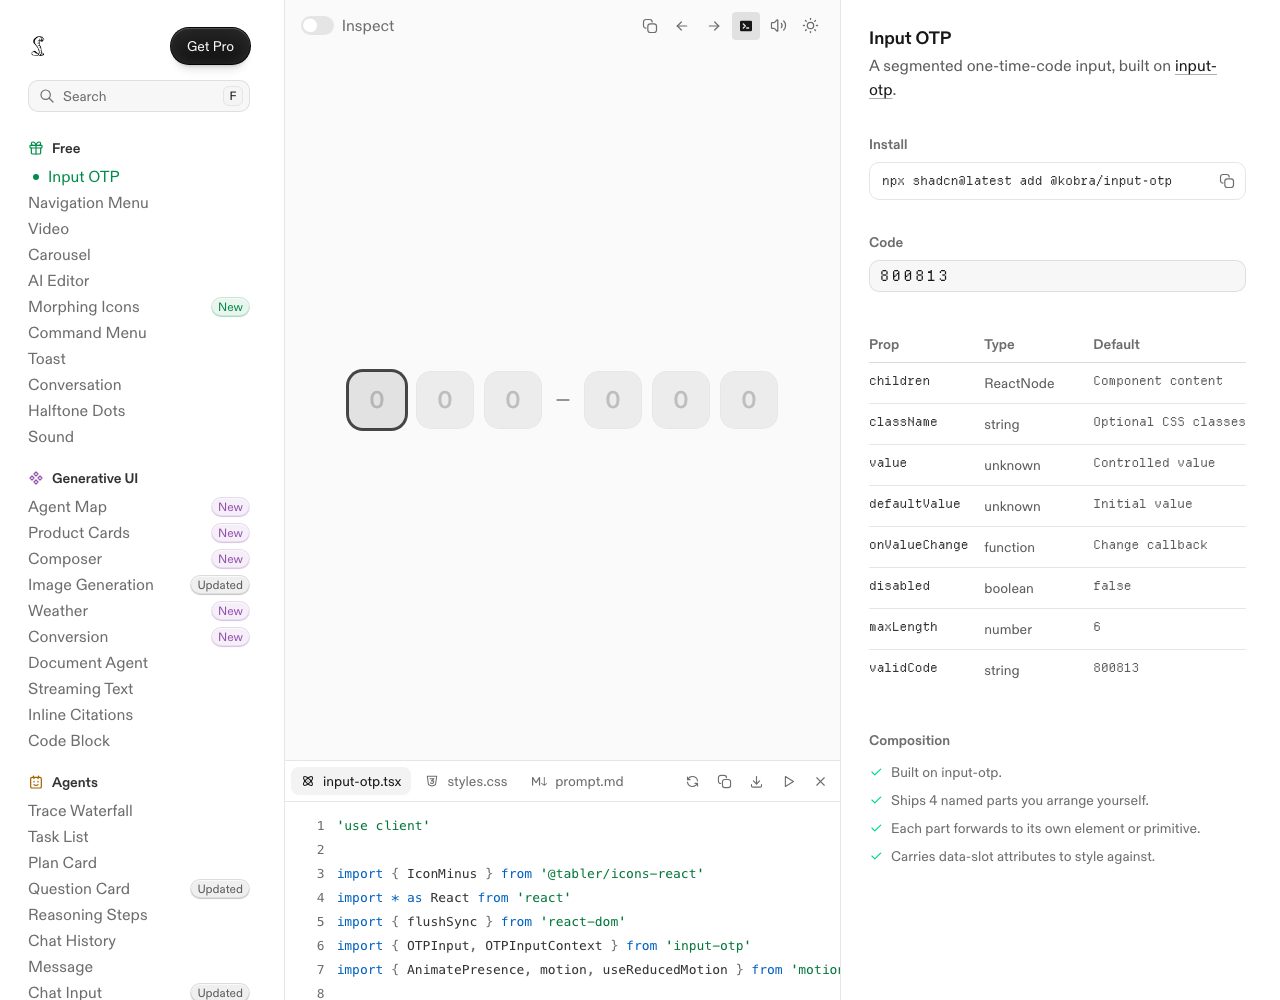 Get Pro
Search
F
Free
Input OTP
Navigation Menu
Video
Carousel
AI Editor
Morphing Icons New
Command Menu
Toast
Conversation
Halftone Dots
Sound
Generative UI
Agent Map New
Product Cards New
Composer New
Image Generation Updated
Weather New
Conversion New
Document Agent
Streaming Text
Inline Citations
Code Block
Agents
Trace Waterfall
Task List
Plan Card
Question Card Updated
Reasoning Steps
Chat History
Message
Chat Input Updated
Inspect
0 0 0 – 0 0 0
input-otp.tsx styles.css prompt.md
1 'use client'
2
3 import { IconMinus } from '@tabler/icons-react'
4 import * as React from 'react'
5 import { flushSync } from 'react-dom'
6 import { OTPInput, OTPInputContext } from 'input-otp'
7 import { AnimatePresence, motion, useReducedMotion } from 'motion
8
Input OTP
A segmented one-time-code input, built on input-
otp.
Install
npx shadcn@latest add @kobra/input-otp
Code
800813
Prop Type Default
children ReactNode Component content
className string Optional CSS classes
value unknown Controlled value
defaultValue unknown Initial value
onValueChange function Change callback
disabled boolean false
maxLength number 6
validCode string 800813
Composition
Built on input-otp.
Ships 4 named parts you arrange yourself.
Each part forwards to its own element or primitive.
Carries data-slot attributes to style against.